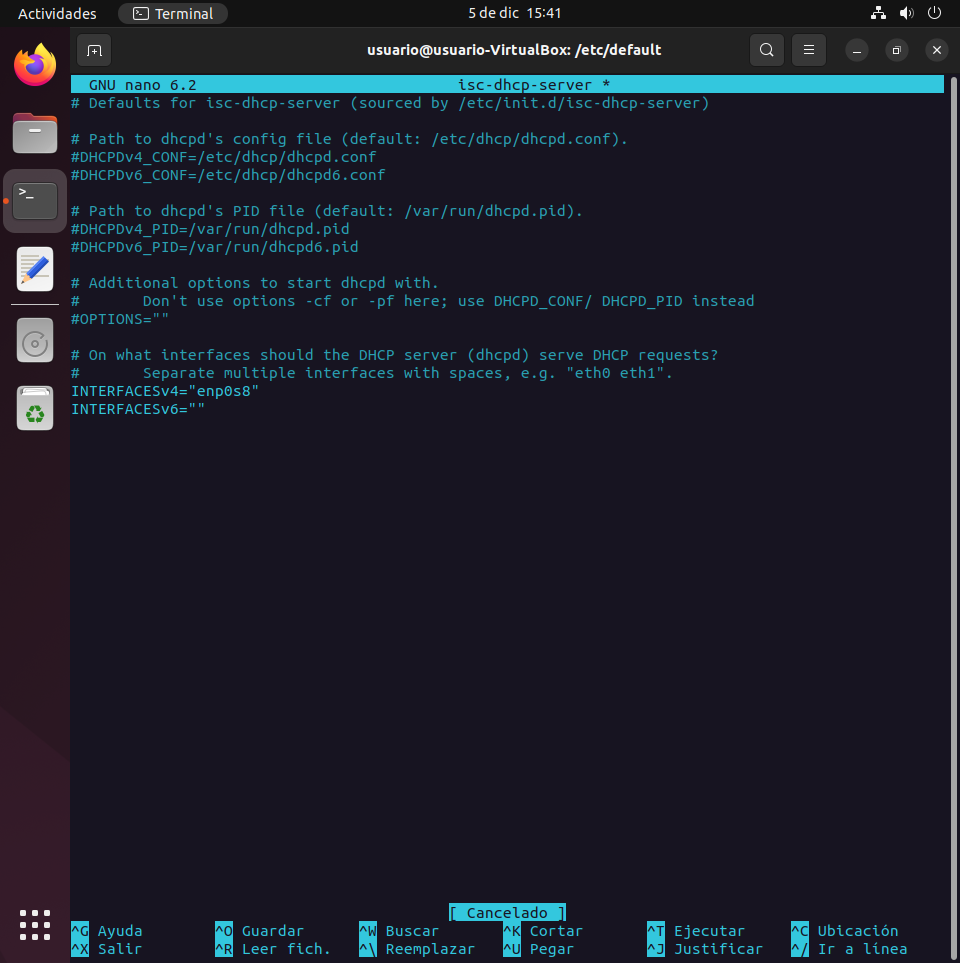 Actividades
Terminal
5 de dic 15:41
usuario@usuario-VirtualBox: /etc/default
GNU nano 6.2 isc-dhcp-server *
# Defaults for isc-dhcp-server (sourced by /etc/init.d/isc-dhcp-server)
# Path to dhcpd's config file (default: /etc/dhcp/dhcpd.conf).
#DHCPDv4_CONF=/etc/dhcp/dhcpd.conf
#DHCPDv6_CONF=/etc/dhcp/dhcpd6.conf
# Path to dhcpd's PID file (default: /var/run/dhcpd.pid).
#DHCPDv4_PID=/var/run/dhcpd.pid
#DHCPDv6_PID=/var/run/dhcpd6.pid
# Additional options to start dhcpd with.
#       Don't use options -cf or -pf here; use DHCPD_CONF/ DHCPD_PID instead
#OPTIONS=""
# On what interfaces should the DHCP server (dhcpd) serve DHCP requests?
#       Separate multiple interfaces with spaces, e.g. "eth0 eth1".
INTERFACESv4="enp0s8"
INTERFACESv6=""
[ Cancelado ]
^G Ayuda ^O Guardar ^W Buscar ^K Cortar ^T Ejecutar ^C Ubicación
^X Salir ^R Leer fich. ^\ Reemplazar ^U Pegar ^J Justificar ^/ Ir a línea